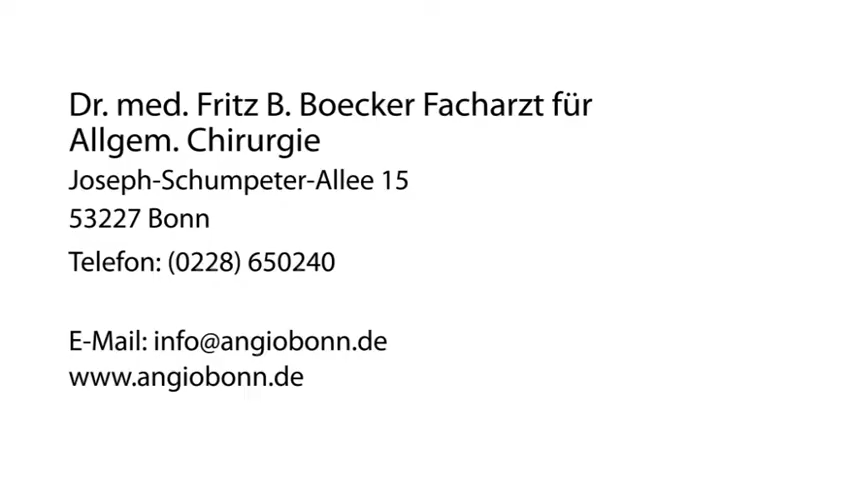 Dr. med. Fritz B. Boecker Facharzt für
Allgem. Chirurgie
Joseph-Schumpeter-Allee 15
53227 Bonn
Telefon: (0228) 650240
E-Mail: info@angiobonn.de
www.angiobonn.de